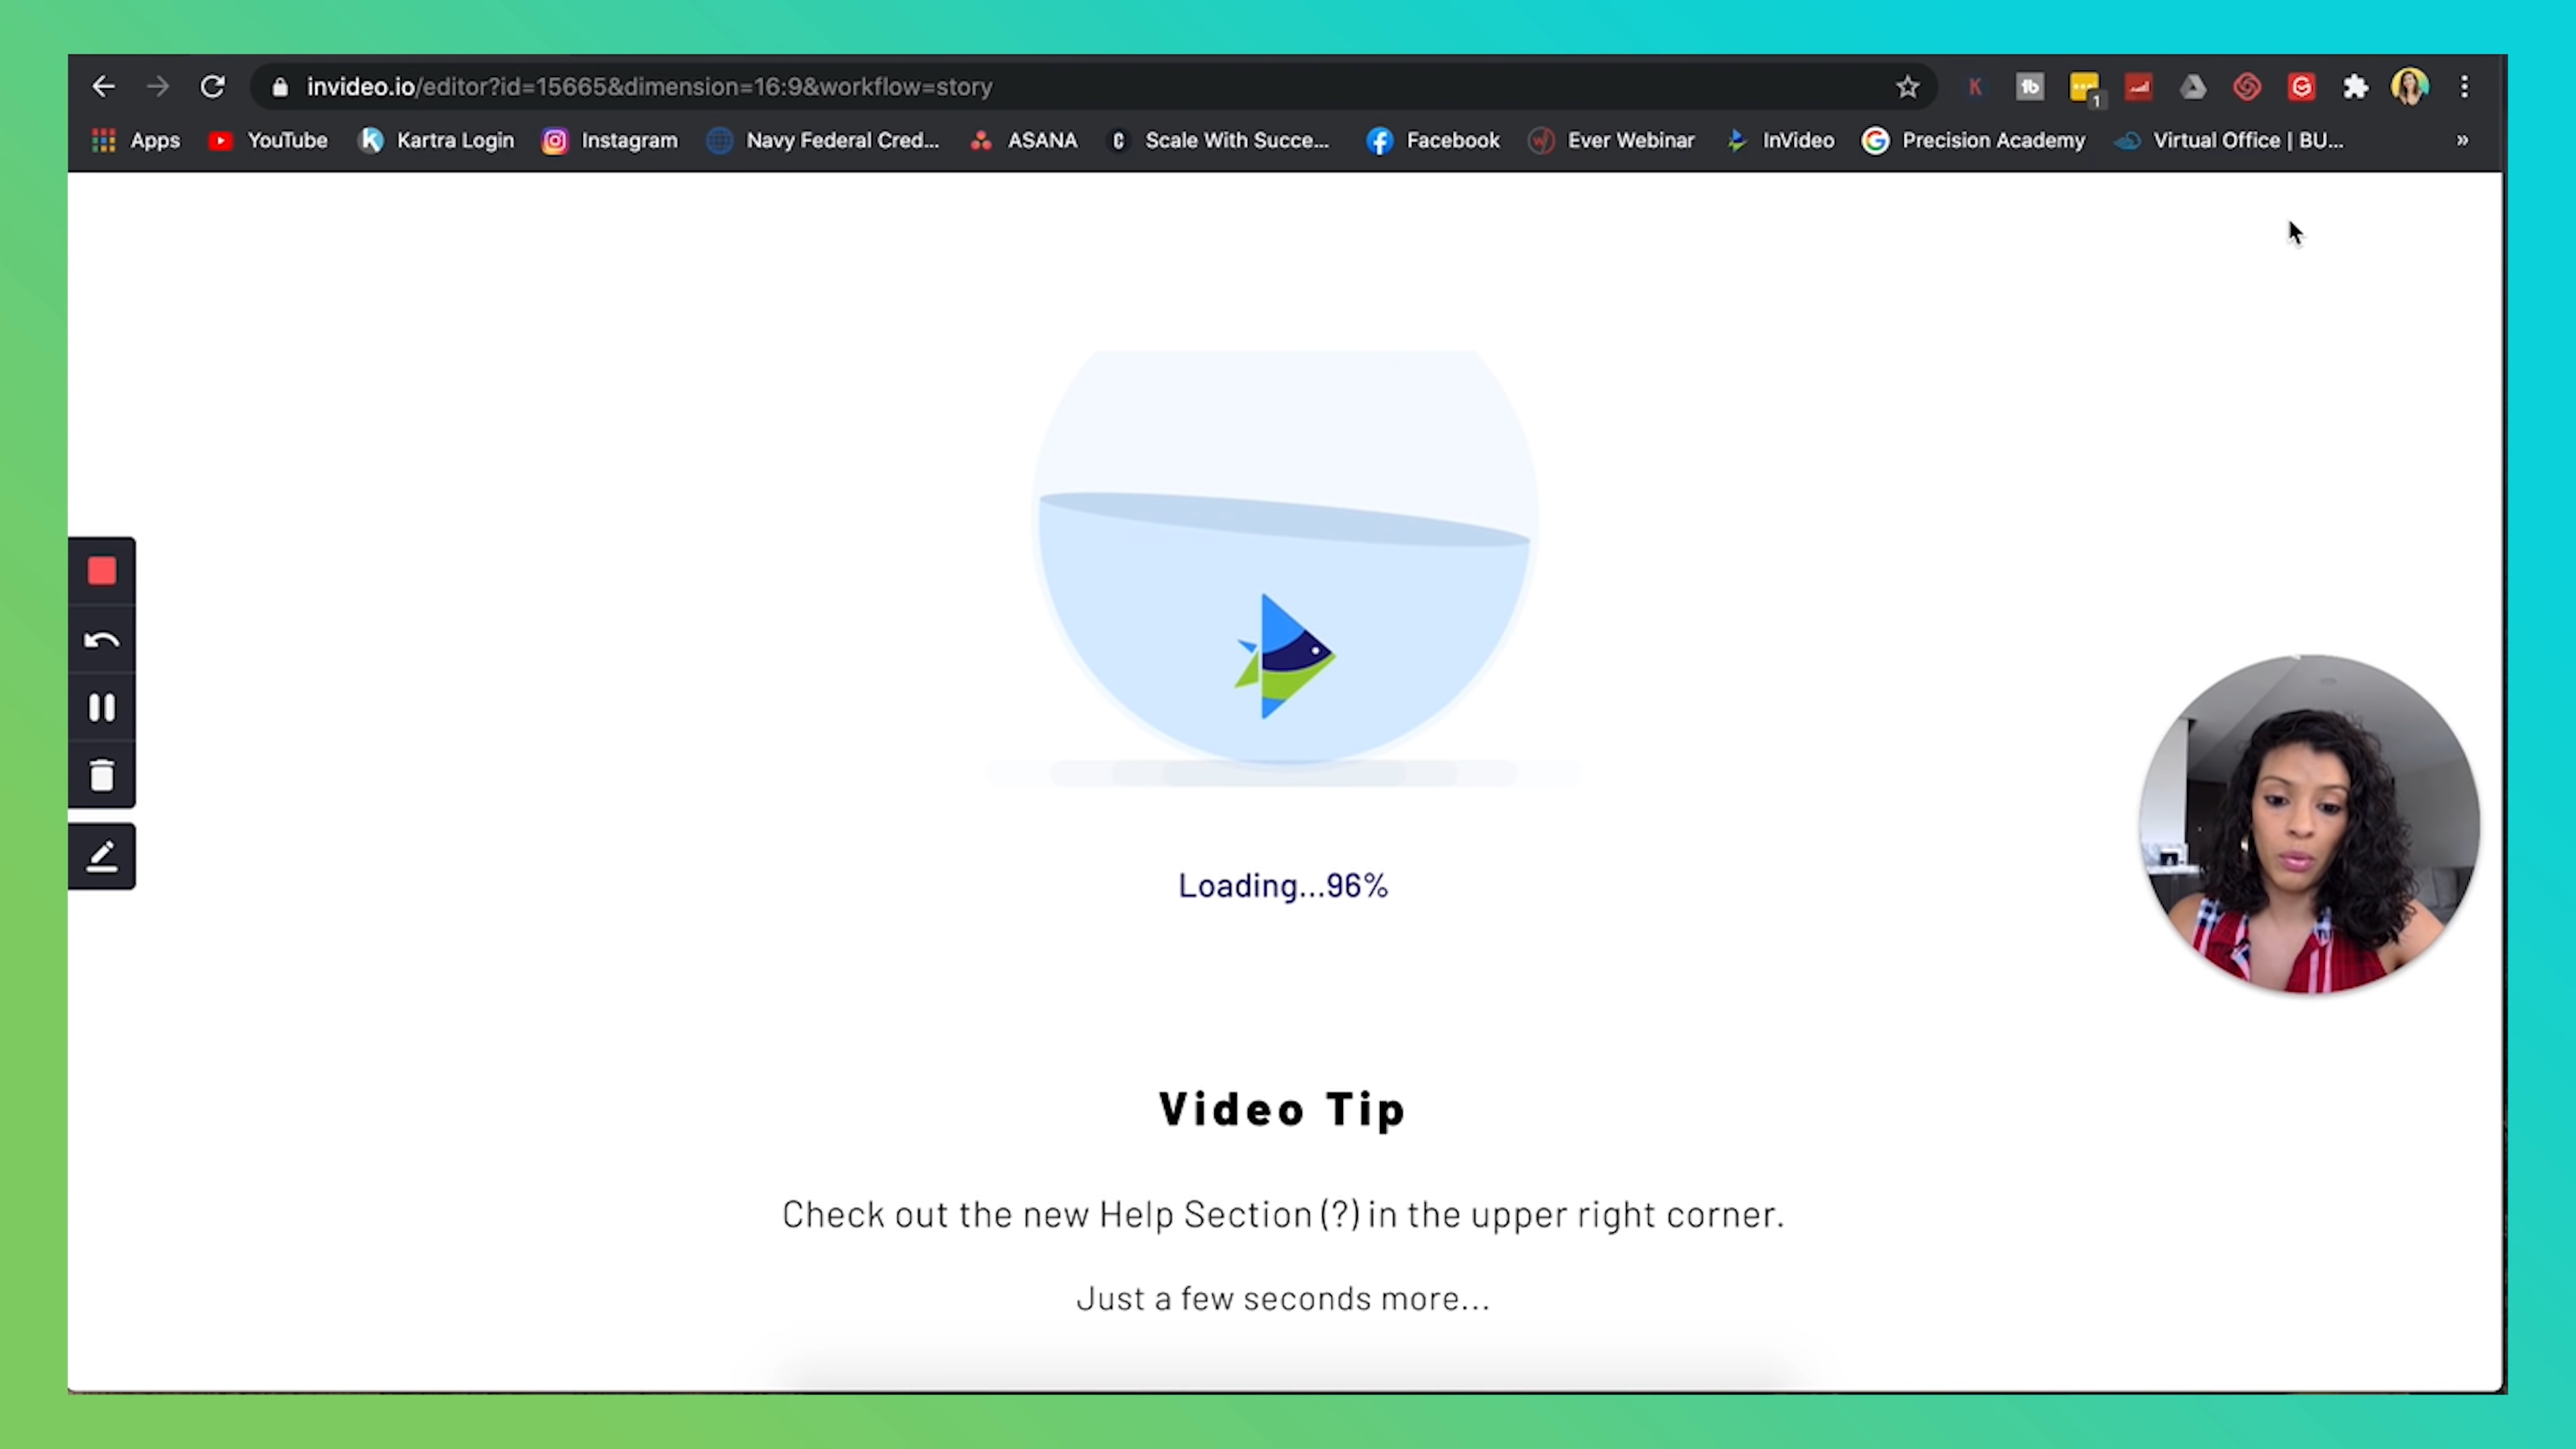 invideo.io/editor?id=15665&dimension=16:9&workflow=story
1
Apps YouTube Kartra Login Instagram Navy Federal Cred... ASANA Scale With Succe... Facebook Ever Webinar InVideo Precision Academy Virtual Office | BU... »
Loading...96%
Video Tip
Check out the new Help Section (?) in the upper right corner.
Just a few seconds more...